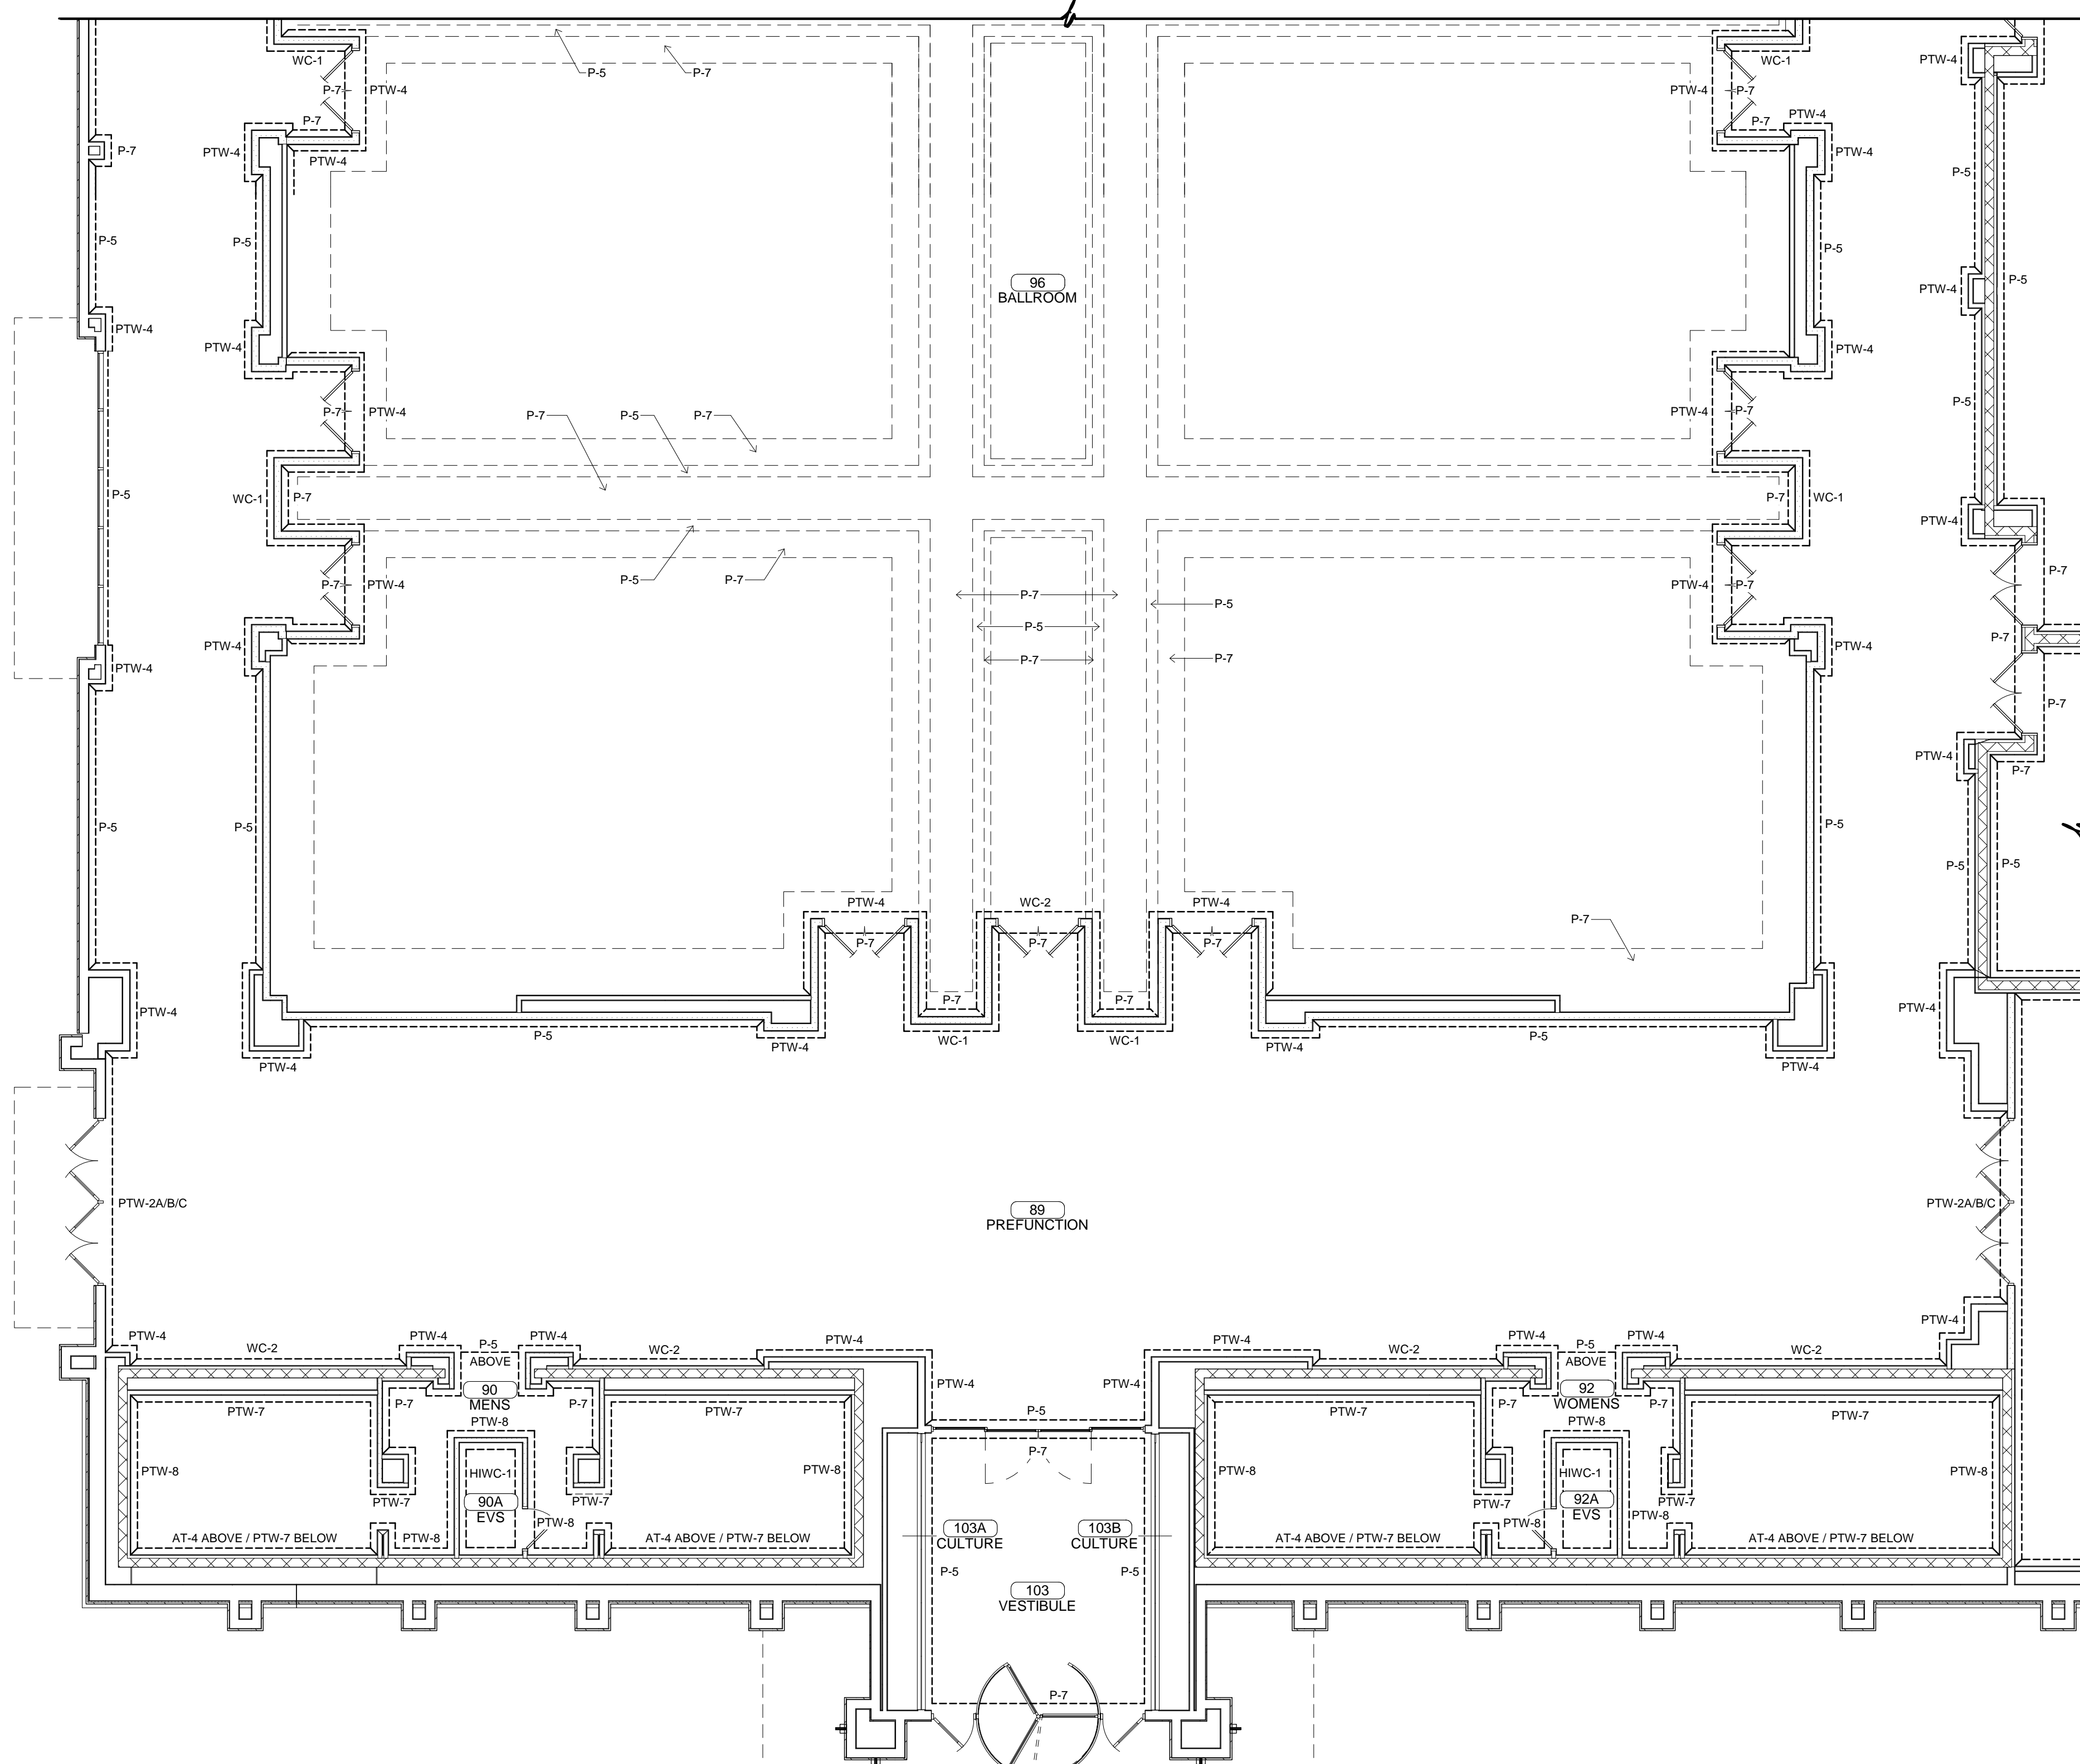 WC-1
P-5
P-7
WC-1
PTW-4
P-7
PTW-4
PTW-4
P-7
PTW-4
P-7
P-7
P-7
PTW-4
PTW-4
PTW-4
P-7
PTW-4
PTW-4
P-5
P-5
P-5
P-5
P-5
96
BALLROOM
PTW-4
P-5
PTW-4
PTW-4
PTW-4
P-7
PTW-4
P-7
P-5
P-7
PTW-4
P-7
P-5
P-5
WC-1
P-7
P-7
WC-1
PTW-4
P-7
PTW-4
P-5
P-7
P-7
PTW-4
P-7
P-7
P-5
P-5
PTW-4
P-7
P-5
P-7
PTW-4
P-7
PTW-4
P-7
PTW-4
P-7
P-5
P-5
P-5
P-5
P-5
PTW-4
WC-2
PTW-4
P-7
P-7
P-7
P-7
P-7
P-7
PTW-4
PTW-4
P-5
PTW-4
WC-1
WC-1
PTW-4
P-5
PTW-4
PTW-4
PTW-2A/B/C
89
PREFUNCTION
PTW-2A/B/C
PTW-4
WC-2
PTW-4
P-5
ABOVE
PTW-4
WC-2
PTW-4
PTW-4
WC-2
PTW-4
P-5
ABOVE
PTW-4
WC-2
PTW-4
PTW-4
PTW-4
90
MENS
92
WOMENS
P-7
P-7
P-7
P-7
PTW-7
PTW-8
PTW-7
P-5
PTW-7
PTW-8
PTW-7
P-7
PTW-8
HIWC-1
PTW-8
PTW-8
HIWC-1
PTW-8
PTW-7
90A
EVS
PTW-7
PTW-7
92A
EVS
PTW-7
PTW-8
PTW-8
PTW-8
PTW-8
AT-4 ABOVE / PTW-7 BELOW
AT-4 ABOVE / PTW-7 BELOW
103A
CULTURE
103B
CULTURE
AT-4 ABOVE / PTW-7 BELOW
AT-4 ABOVE / PTW-7 BELOW
P-5
P-5
103
VESTIBULE
P-7